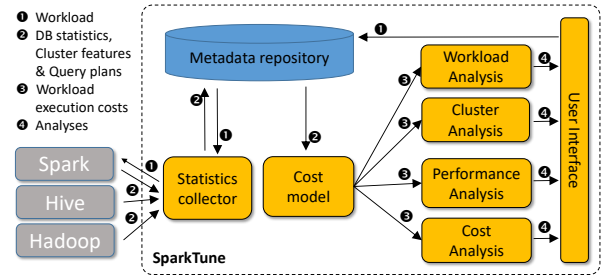 ❶ Workload
❷ DB statistics,
Cluster features
& Query plans
❸ Workload
execution costs
❹ Analyses
Metadata repository
❶
❷
❶
❷
Spark
Hive
Hadoop
❶
❷
❷
Statistics
collector
Cost
model
❸
❸
❸
❸
Workload
Analysis
Cluster
Analysis
Performance
Analysis
Cost
Analysis
❹
❹
❹
❹
User Interface
SparkTune